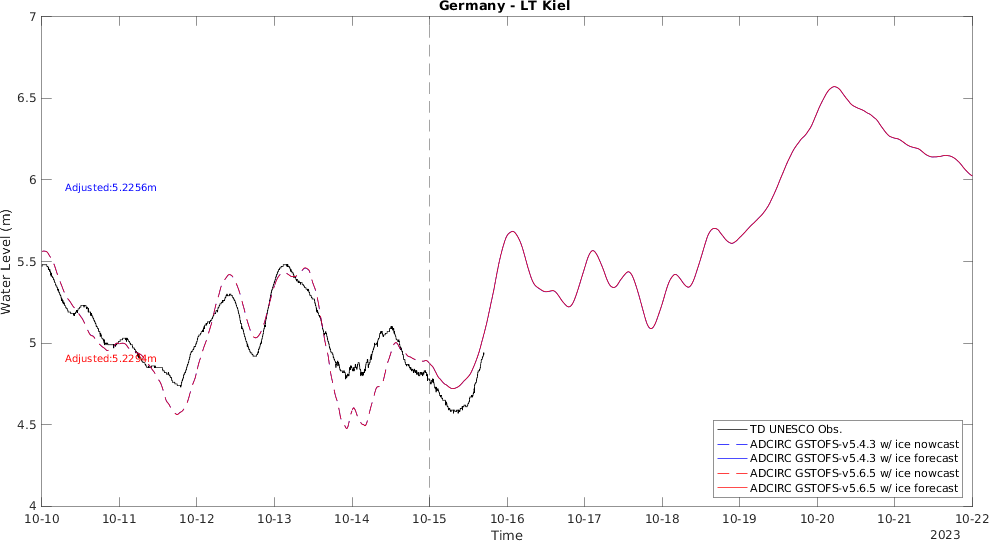 Germany - LT Kiel
7
6.5
6
5.5
5
4.5
4
Water Level (m)
Adjusted:5.2256m
Adjusted:5.2294m
TD UNESCO Obs.
ADCIRC GSTOFS-v5.4.3 w/ ice nowcast
ADCIRC GSTOFS-v5.4.3 w/ ice forecast
ADCIRC GSTOFS-v5.6.5 w/ ice nowcast
ADCIRC GSTOFS-v5.6.5 w/ ice forecast
10-10 10-11 10-12 10-13 10-14 10-15 10-16 10-17 10-18 10-19 10-20 10-21 10-22
Time
2023